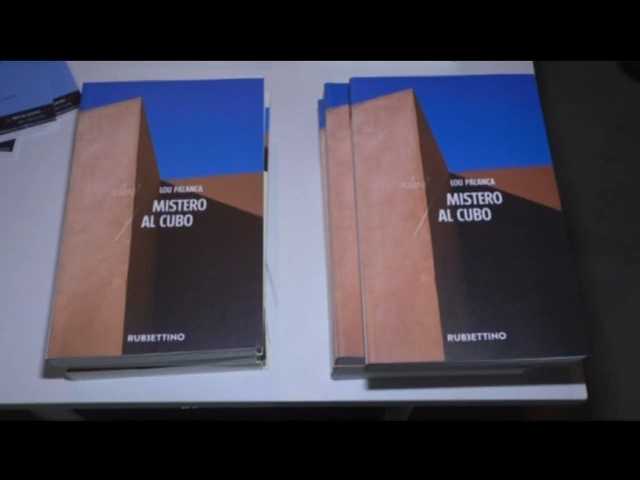 LOU PALANCA
MISTERO
AL CUBO
RUBBETTINO
LOU PALANCA
MISTERO
AL CUBO
RUBBETTINO